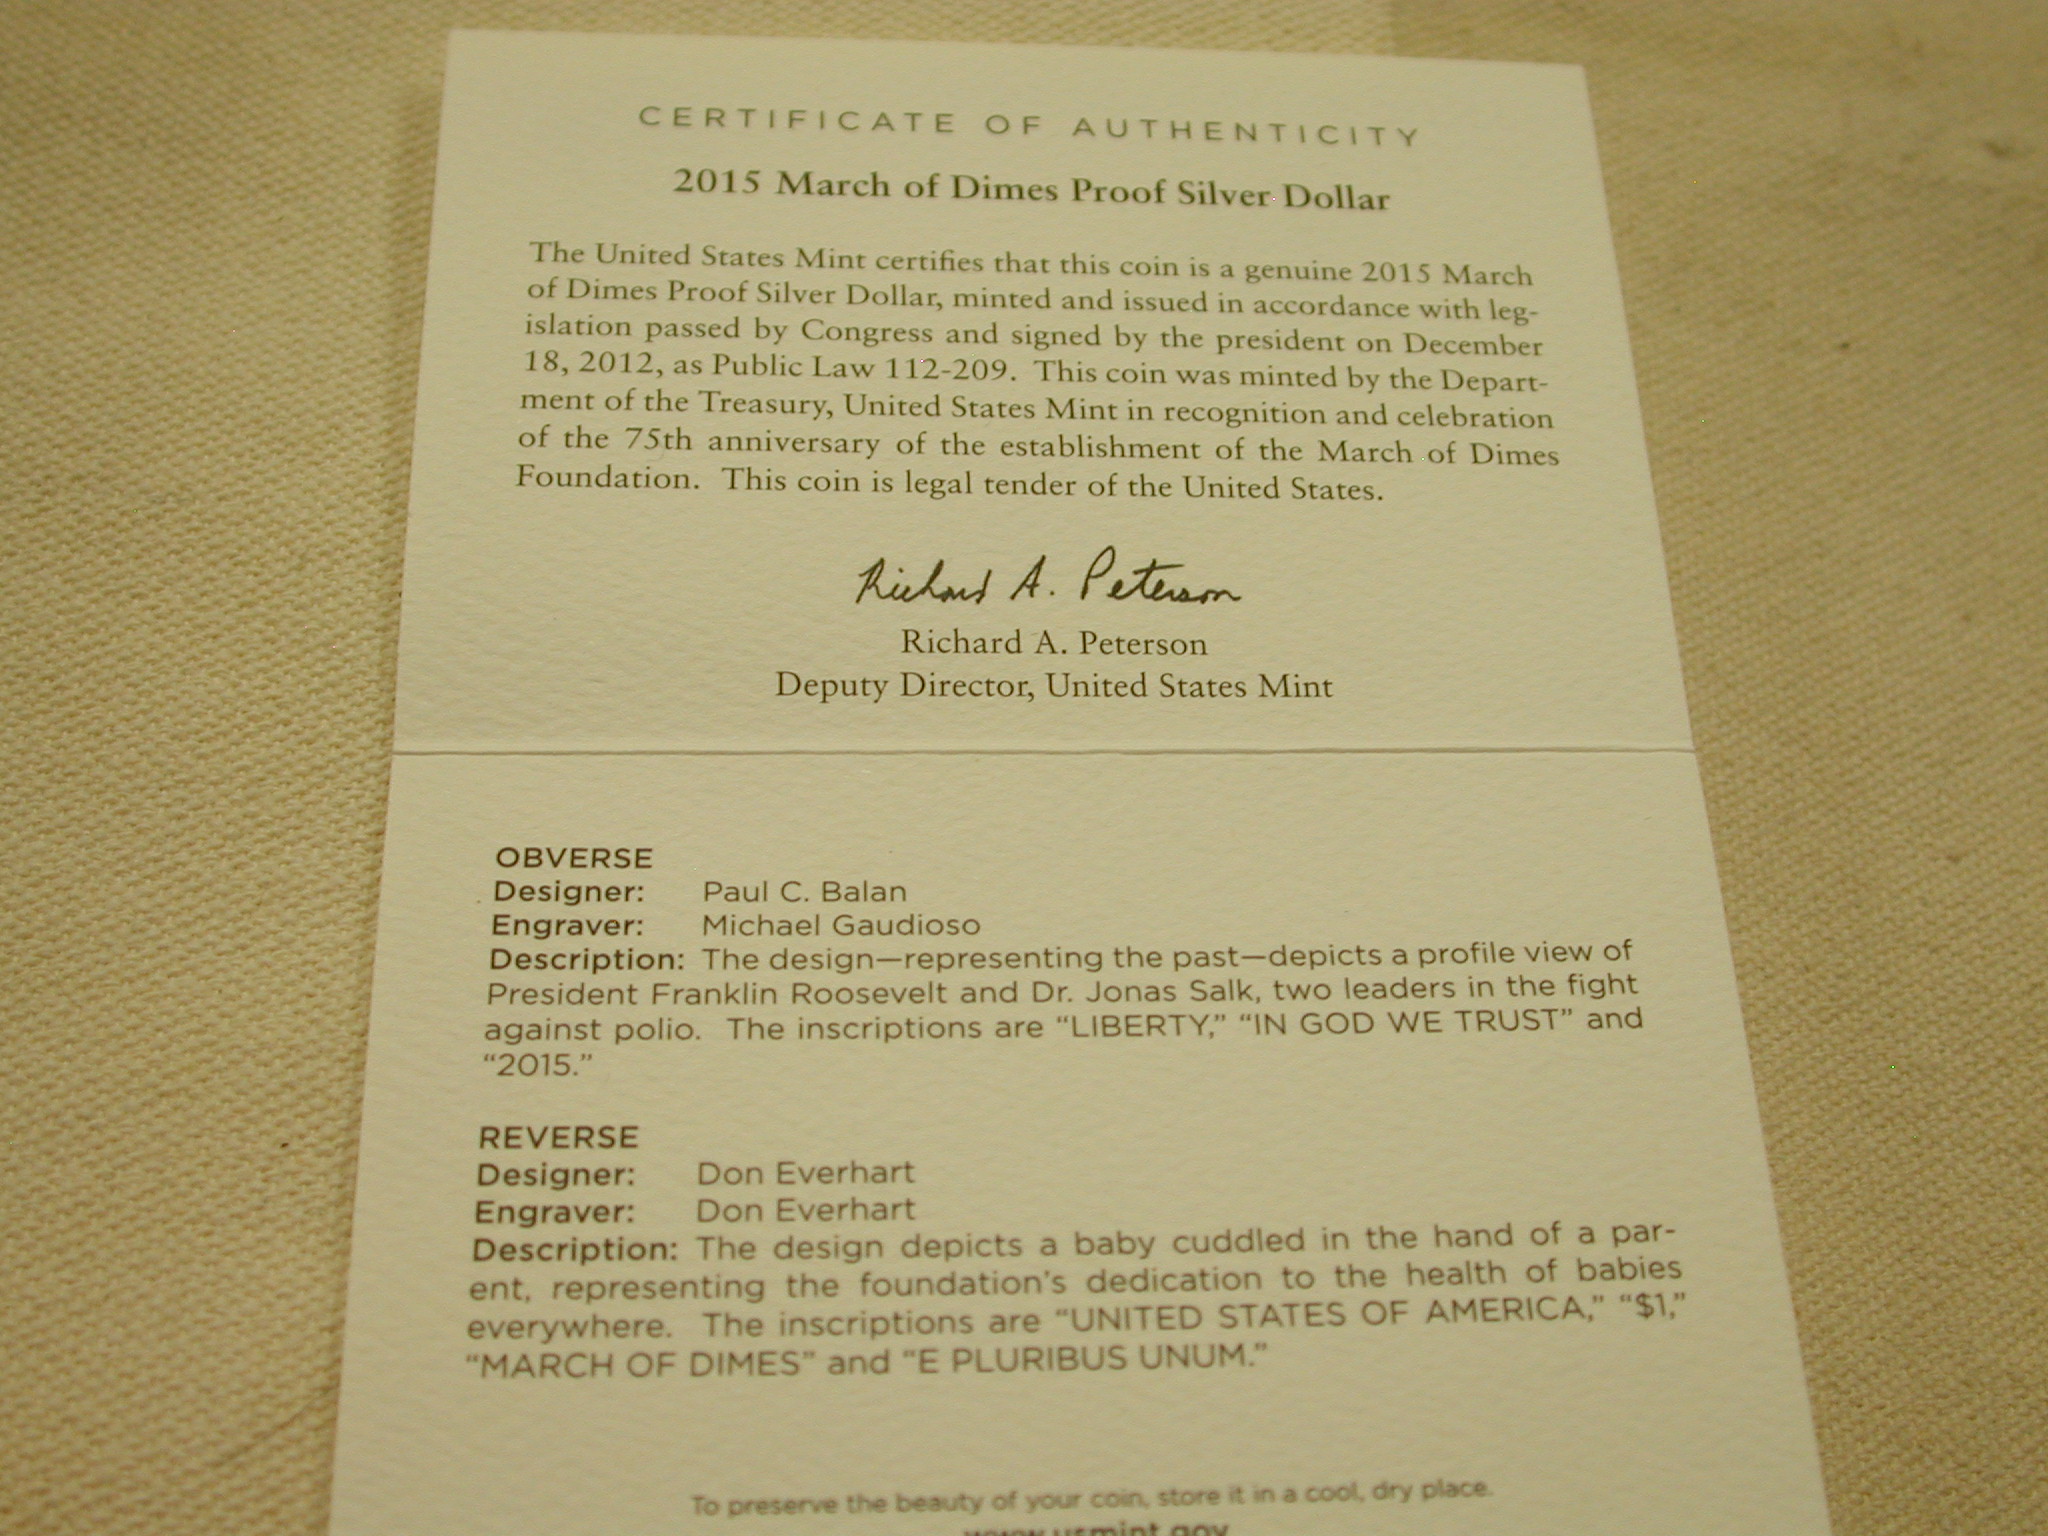 CERTIFICATE OF AUTHENTICITY
2015 March of Dimes Proof Silver Dollar
The United States Mint certifies that this coin is a genuine 2015 March
of Dimes Proof Silver Dollar, minted and issued in accordance with leg-
islation passed by Congress and signed by the president on December
18, 2012, as Public Law 112-209. This coin was minted by the Depart-
ment of the Treasury, United States Mint in recognition and celebration
of the 75th anniversary of the establishment of the March of Dimes
Foundation. This coin is legal tender of the United States.
Richard A. Peterson
Richard A. Peterson
Deputy Director, United States Mint
OBVERSE
Designer: Paul C. Balan
Engraver: Michael Gaudioso
Description: The design—representing the past—depicts a profile view of
President Franklin Roosevelt and Dr. Jonas Salk, two leaders in the fight
against polio. The inscriptions are “LIBERTY,” “IN GOD WE TRUST” and
“2015.”
REVERSE
Designer: Don Everhart
Engraver: Don Everhart
Description: The design depicts a baby cuddled in the hand of a par-
ent, representing the foundation’s dedication to the health of babies
everywhere. The inscriptions are “UNITED STATES OF AMERICA,” “$1,”
“MARCH OF DIMES” and “E PLURIBUS UNUM.”
To preserve the beauty of your coin, store it in a cool, dry place.
www.usmint.gov